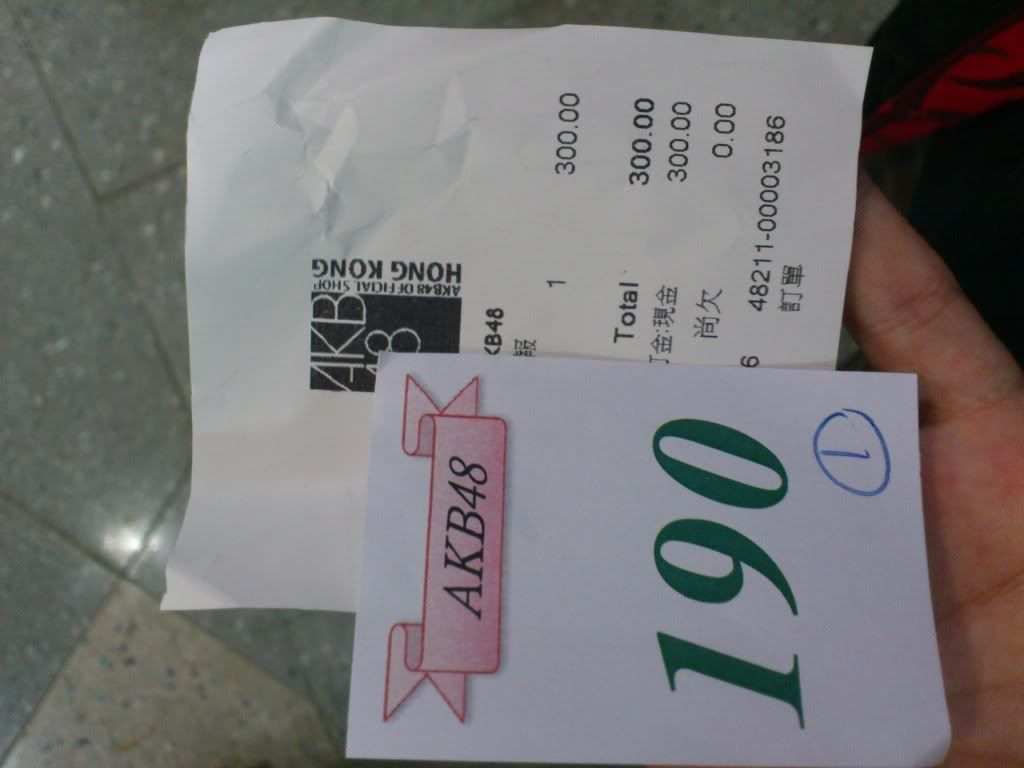 AKB
48
AKB48 OFFICIAL SHOP
HONG KONG
KB48
1 300.00
Total 300.00
金:現金 300.00
尚欠 0.00
6 48211-00003186
訂單
AKB48
190
1